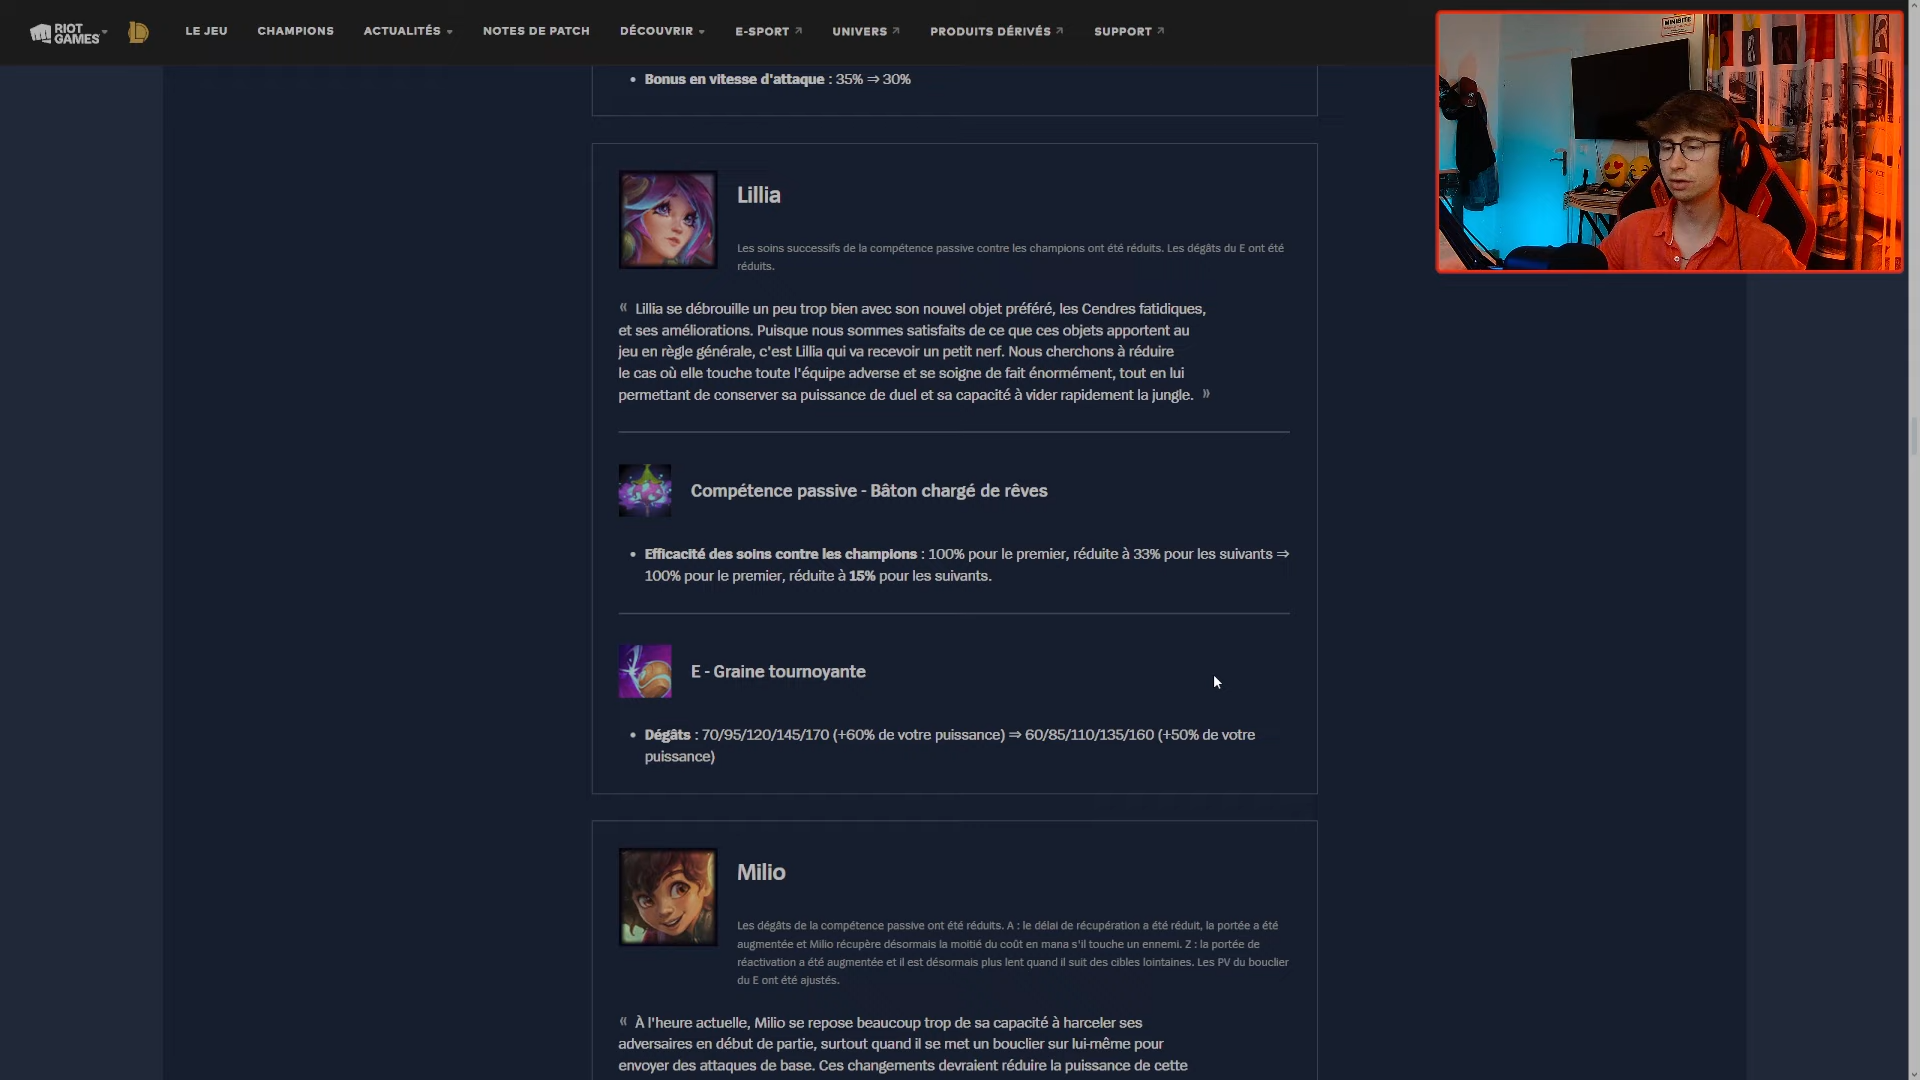 RIOT GAMES
LE JEU CHAMPIONS ACTUALITÉS NOTES DE PATCH DÉCOUVRIR E-SPORT UNIVERS PRODUITS DÉRIVÉS SUPPORT
• Bonus en vitesse d'attaque : 35% ⇒ 30%
Lillia
Les soins successifs de la compétence passive contre les champions ont été réduits. Les dégâts du E ont été
réduits.
« Lillia se débrouille un peu trop bien avec son nouvel objet préféré, les Cendres fatidiques,
et ses améliorations. Puisque nous sommes satisfaits de ce que ces objets apportent au
jeu en règle générale, c'est Lillia qui va recevoir un petit nerf. Nous cherchons à réduire
le cas où elle touche toute l'équipe adverse et se soigne de fait énormément, tout en lui
permettant de conserver sa puissance de duel et sa capacité à vider rapidement la jungle. »
Compétence passive - Bâton chargé de rêves
• Efficacité des soins contre les champions : 100% pour le premier, réduite à 33% pour les suivants ⇒
100% pour le premier, réduite à 15% pour les suivants.
E - Graine tournoyante
• Dégâts : 70/95/120/145/170 (+60% de votre puissance) ⇒ 60/85/110/135/160 (+50% de votre
puissance)
Milio
Les dégâts de la compétence passive ont été réduits. A : le délai de récupération a été réduit, la portée a été
augmentée et Milio récupère désormais la moitié du coût en mana s'il touche un ennemi. Z : la portée de
réactivation a été augmentée et il est désormais plus lent quand il suit des cibles lointaines. Les PV du bouclier
du E ont été ajustés.
« À l'heure actuelle, Milio se repose beaucoup trop de sa capacité à harceler ses
adversaires en début de partie, surtout quand il se met un bouclier sur lui-même pour
envoyer des attaques de base. Ces changements devraient réduire la puissance de cette